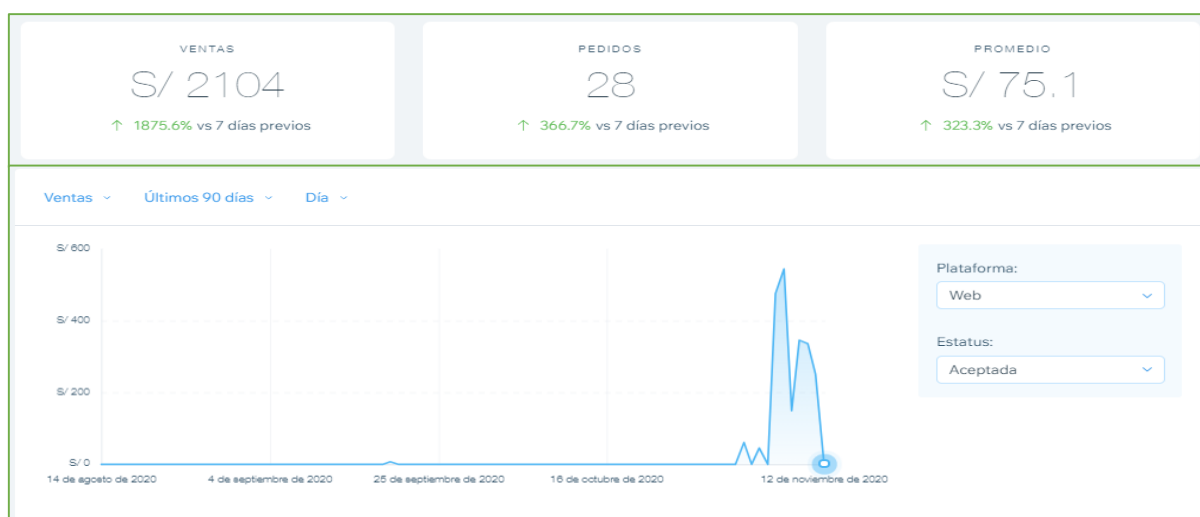 VENTAS
S/ 2104
↑ 1875.6% vs 7 días previos
PEDIDOS
28
↑ 366.7% vs 7 días previos
PROMEDIO
S/ 75.1
↑ 323.3% vs 7 días previos
Ventas Últimos 90 días Día
S/ 600
S/ 400
S/ 200
S/ 0
14 de agosto de 2020 4 de septiembre de 2020 25 de septiembre de 2020 16 de octubre de 2020 12 de noviembre de 2020
Plataforma:
Web
Estatus:
Aceptada